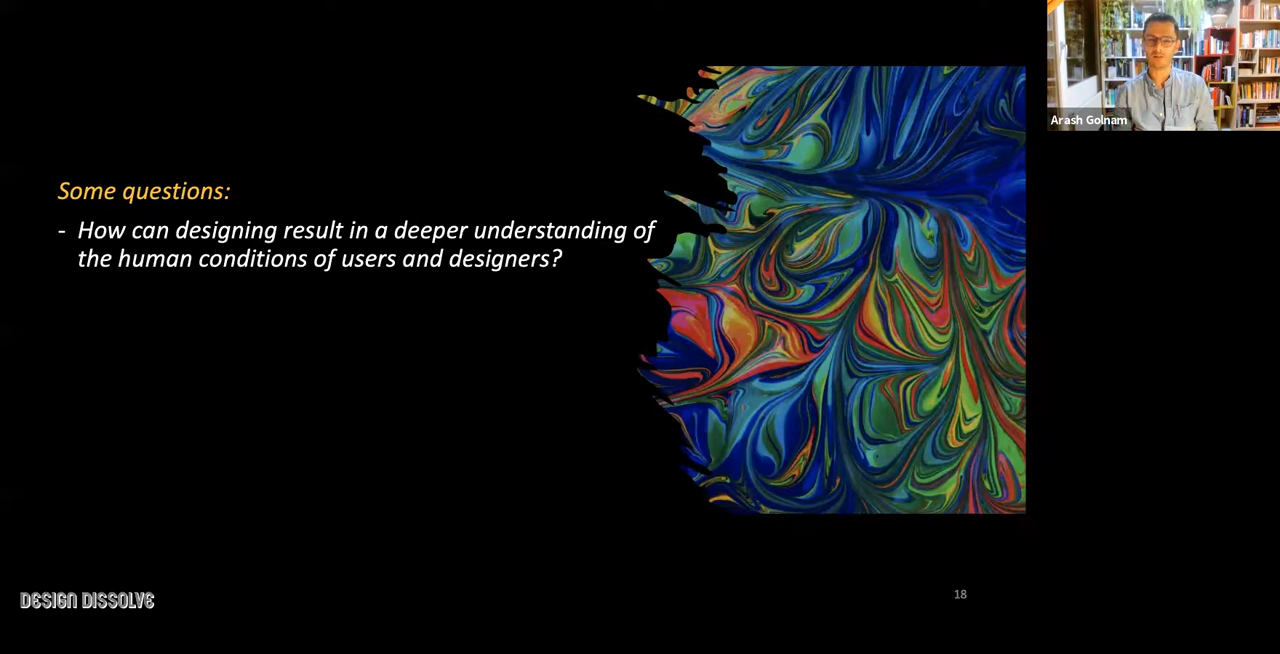 Arash Golnam
Some questions:
- How can designing result in a deeper understanding of
the human conditions of users and designers?
DESIGN DISSOLVE
18